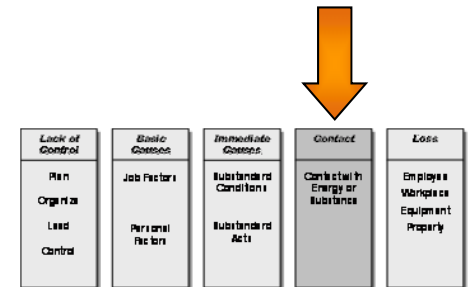 Lack of
Control
Plan
Organize
Lead
Control
Basic
Causes
Job Factors
Personal
Factors
Immediate
Causes
Substandard
Conditions
Substandard
Acts
Contact
Contact with
Energy or
Substance
Loss
Employee
Workplace
Equipment
Property